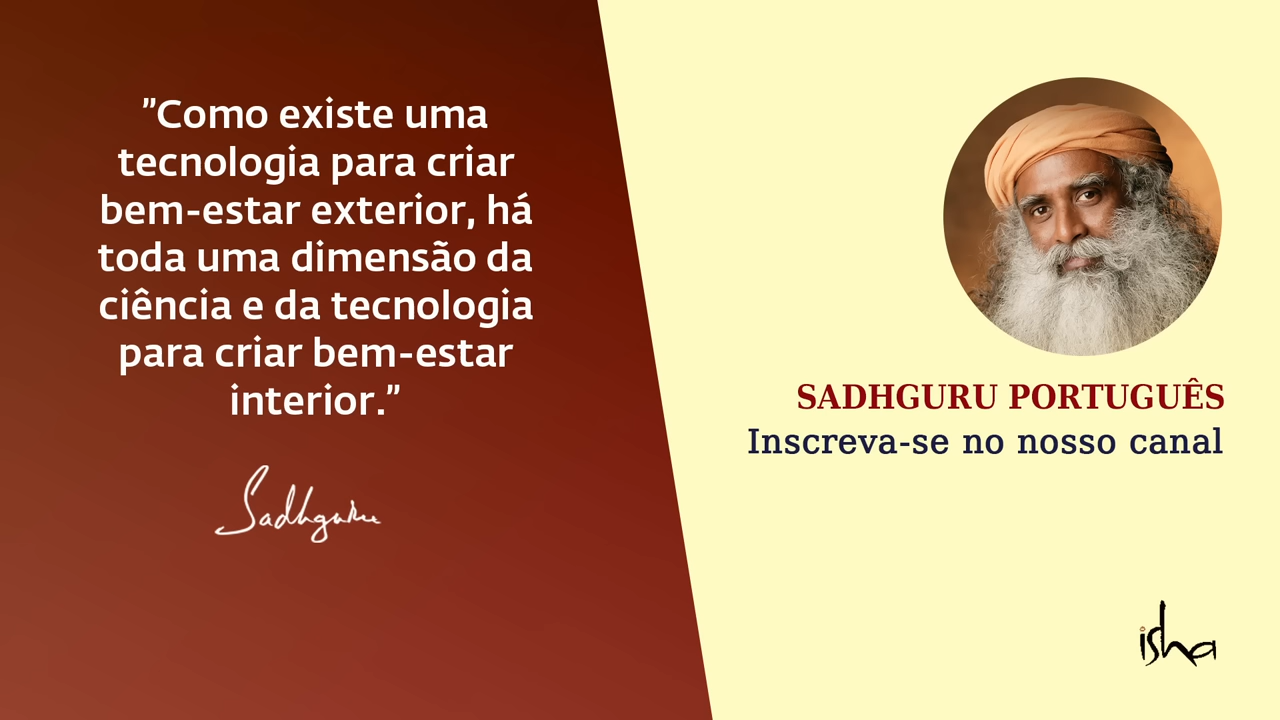 ”Como existe uma
tecnologia para criar
bem-estar exterior, há
toda uma dimensão da
ciência e da tecnologia
para criar bem-estar
interior.”
Sadhguru
SADHGURU PORTUGUÊS
Inscreva-se no nosso canal
isha